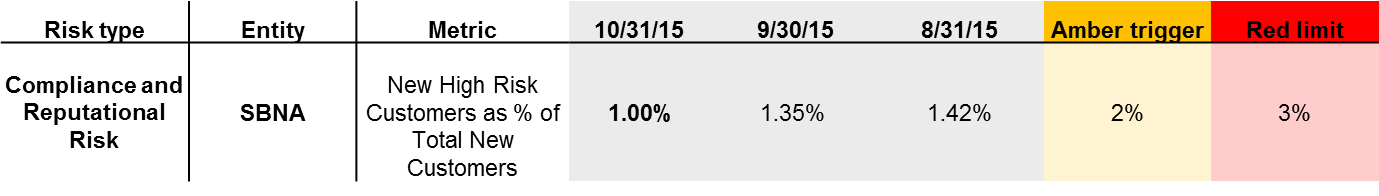 Risk type Entity Metric 10/31/15 9/30/15 8/31/15 Amber trigger Red limit
Compliance and
Reputational
Risk
SBNA
New High Risk
Customers as % of
Total New
Customers
1.00% 1.35% 1.42% 2% 3%